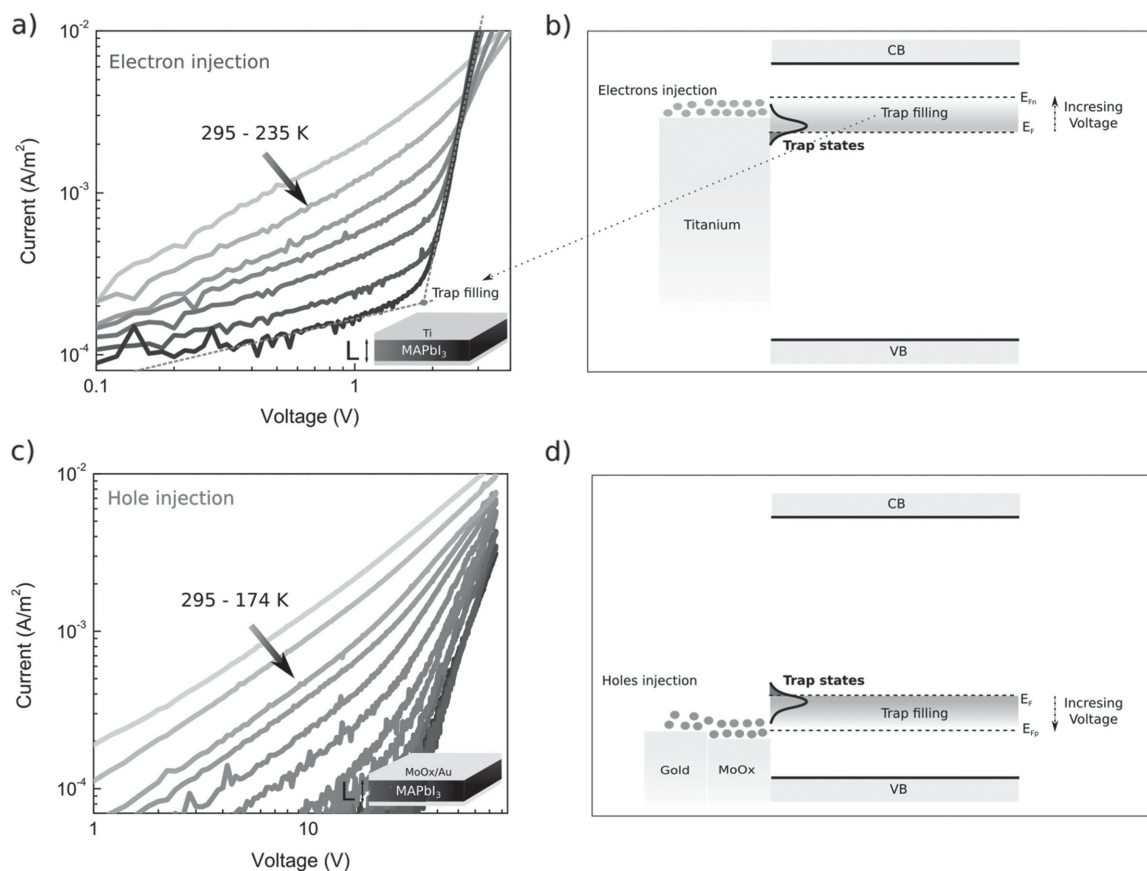 a)
10⁻²
Electron injection
295 - 235 K
10⁻³
Current (A/m²)
Trap filling
10⁻⁴
Ti
L
MAPbI₃
0.1
1
Voltage (V)
b)
CB
Electrons injection
E_Fn
Incresing
Voltage
Trap filling
E_F
Trap states
Titanium
VB
c)
10⁻²
Hole injection
295 - 174 K
10⁻³
Current (A/m²)
10⁻⁴
MoOx/Au
L
MAPbI₃
1
10
Voltage (V)
d)
CB
Trap states
Holes injection
E_F
Incresing
Voltage
Trap filling
E_Fp
Gold
MoOx
VB